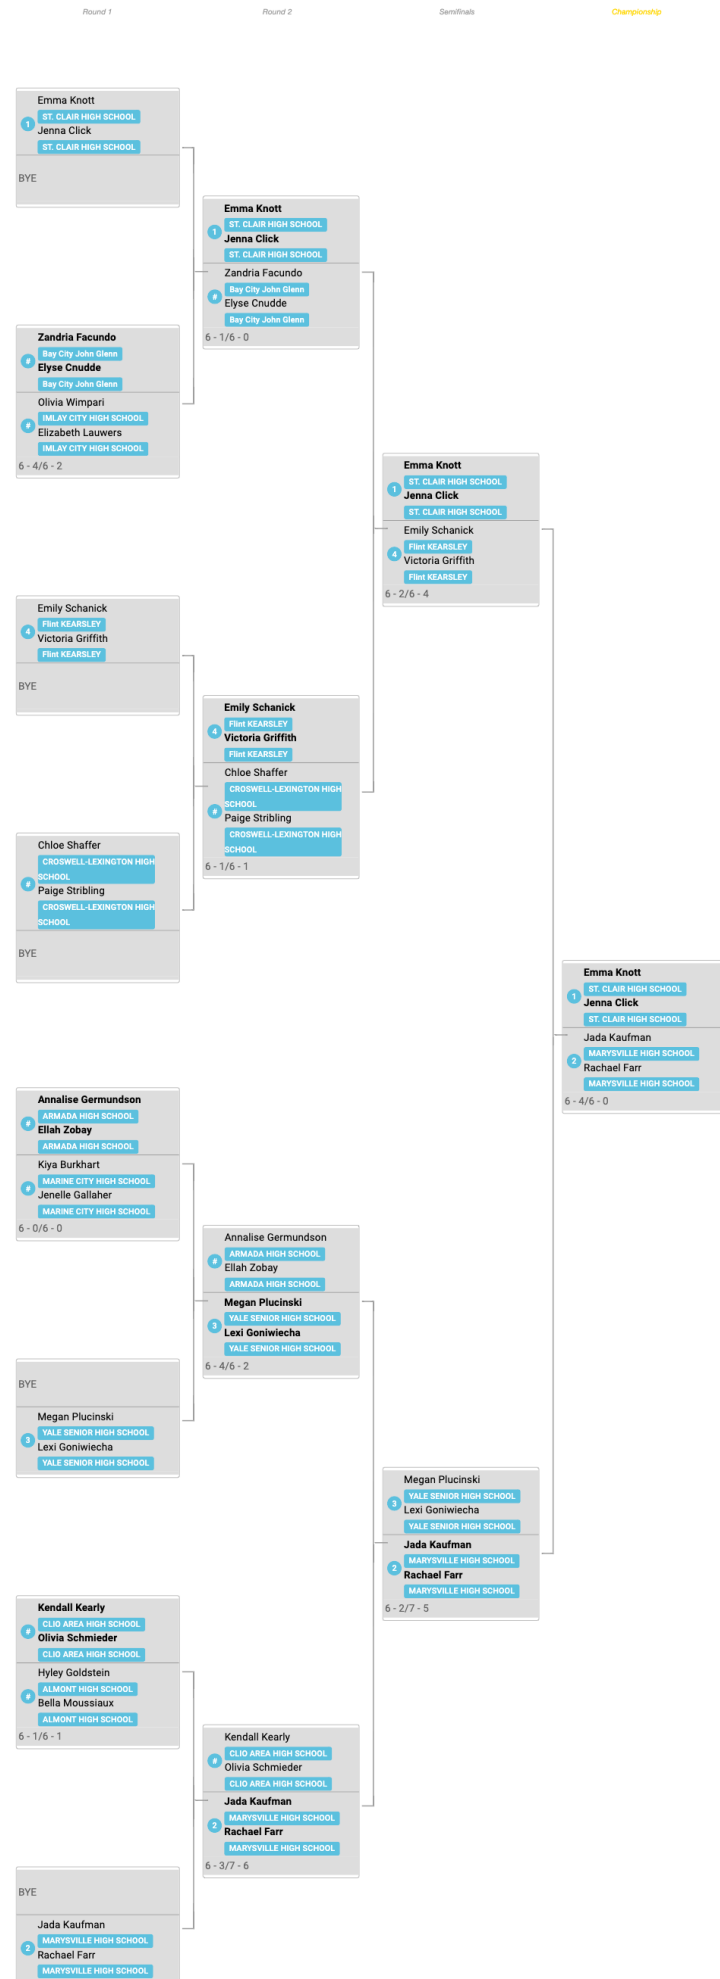 Round 1
Round 2
Semifinals
Championship
Emma Knott
1
ST. CLAIR HIGH SCHOOL
Jenna Click
ST. CLAIR HIGH SCHOOL
BYE
Zandria Facundo
#
Bay City John Glenn
Elyse Cnudde
Bay City John Glenn
Olivia Wimpari
#
IMLAY CITY HIGH SCHOOL
Elizabeth Lauwers
IMLAY CITY HIGH SCHOOL
6 - 4/6 - 2
Emily Schanick
4
Flint KEARSLEY
Victoria Griffith
Flint KEARSLEY
BYE
Chloe Shaffer
#
CROSWELL-LEXINGTON HIGH
SCHOOL
Paige Stribling
CROSWELL-LEXINGTON HIGH
SCHOOL
BYE
Annalise Germundson
#
ARMADA HIGH SCHOOL
Ellah Zobay
ARMADA HIGH SCHOOL
Kiya Burkhart
#
MARINE CITY HIGH SCHOOL
Jenelle Gallaher
MARINE CITY HIGH SCHOOL
6 - 0/6 - 0
BYE
Megan Plucinski
3
YALE SENIOR HIGH SCHOOL
Lexi Goniwiecha
YALE SENIOR HIGH SCHOOL
Kendall Kearly
#
CLIO AREA HIGH SCHOOL
Olivia Schmieder
CLIO AREA HIGH SCHOOL
Hyley Goldstein
#
ALMONT HIGH SCHOOL
Bella Moussiaux
ALMONT HIGH SCHOOL
6 - 1/6 - 1
BYE
Jada Kaufman
2
MARYSVILLE HIGH SCHOOL
Rachael Farr
MARYSVILLE HIGH SCHOOL
Emma Knott
1
ST. CLAIR HIGH SCHOOL
Jenna Click
ST. CLAIR HIGH SCHOOL
Zandria Facundo
#
Bay City John Glenn
Elyse Cnudde
Bay City John Glenn
6 - 1/6 - 0
Emily Schanick
4
Flint KEARSLEY
Victoria Griffith
Flint KEARSLEY
Chloe Shaffer
#
CROSWELL-LEXINGTON HIGH
SCHOOL
Paige Stribling
CROSWELL-LEXINGTON HIGH
SCHOOL
6 - 1/6 - 1
Annalise Germundson
#
ARMADA HIGH SCHOOL
Ellah Zobay
ARMADA HIGH SCHOOL
Megan Plucinski
3
YALE SENIOR HIGH SCHOOL
Lexi Goniwiecha
YALE SENIOR HIGH SCHOOL
6 - 4/6 - 2
Kendall Kearly
#
CLIO AREA HIGH SCHOOL
Olivia Schmieder
CLIO AREA HIGH SCHOOL
Jada Kaufman
2
MARYSVILLE HIGH SCHOOL
Rachael Farr
MARYSVILLE HIGH SCHOOL
6 - 3/7 - 6
Emma Knott
1
ST. CLAIR HIGH SCHOOL
Jenna Click
ST. CLAIR HIGH SCHOOL
Emily Schanick
4
Flint KEARSLEY
Victoria Griffith
Flint KEARSLEY
6 - 2/6 - 4
Megan Plucinski
3
YALE SENIOR HIGH SCHOOL
Lexi Goniwiecha
YALE SENIOR HIGH SCHOOL
Jada Kaufman
2
MARYSVILLE HIGH SCHOOL
Rachael Farr
MARYSVILLE HIGH SCHOOL
6 - 2/7 - 5
Emma Knott
1
ST. CLAIR HIGH SCHOOL
Jenna Click
ST. CLAIR HIGH SCHOOL
Jada Kaufman
2
MARYSVILLE HIGH SCHOOL
Rachael Farr
MARYSVILLE HIGH SCHOOL
6 - 4/6 - 0